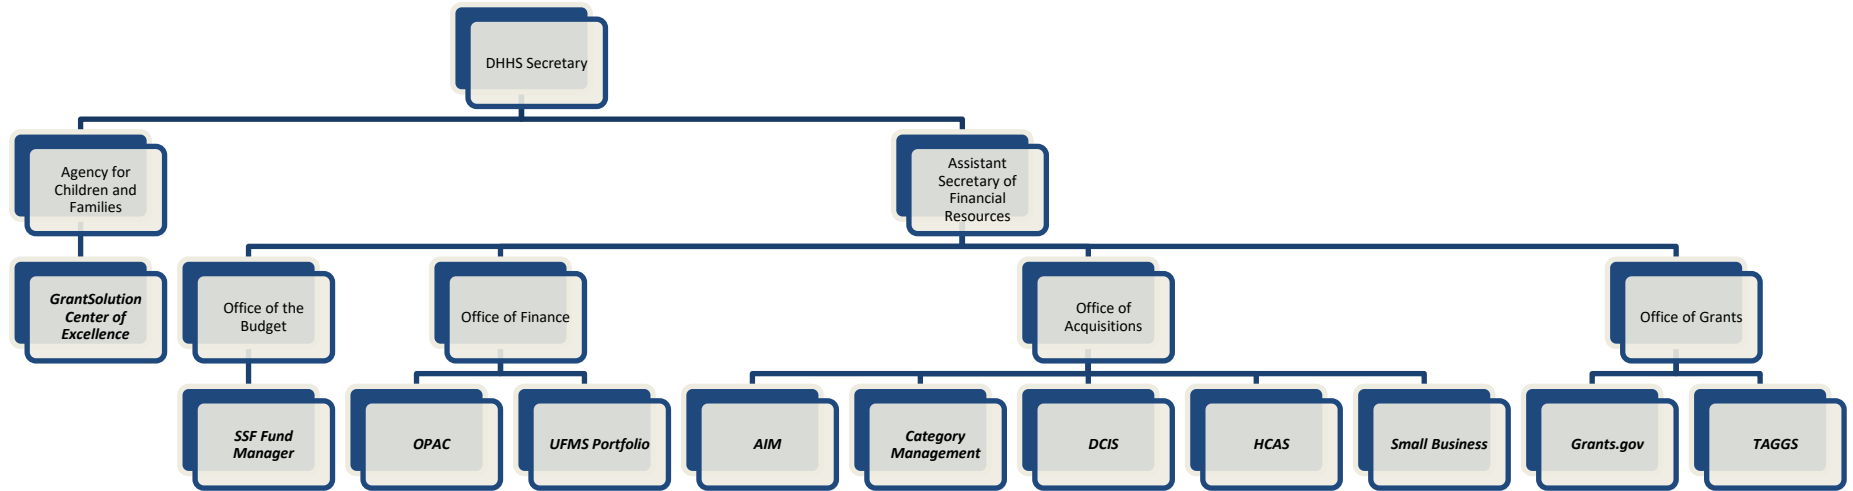 DHHS Secretary
Agency for
Children and
Families
Assistant
Secretary of
Financial
Resources
GrantSolution
Center of
Excellence
Office of the
Budget
Office of Finance
Office of
Acquisitions
Office of Grants
SSF Fund
Manager
OPAC
UFMS Portfolio
AIM
Category
Management
DCIS
HCAS
Small Business
Grants.gov
TAGGS